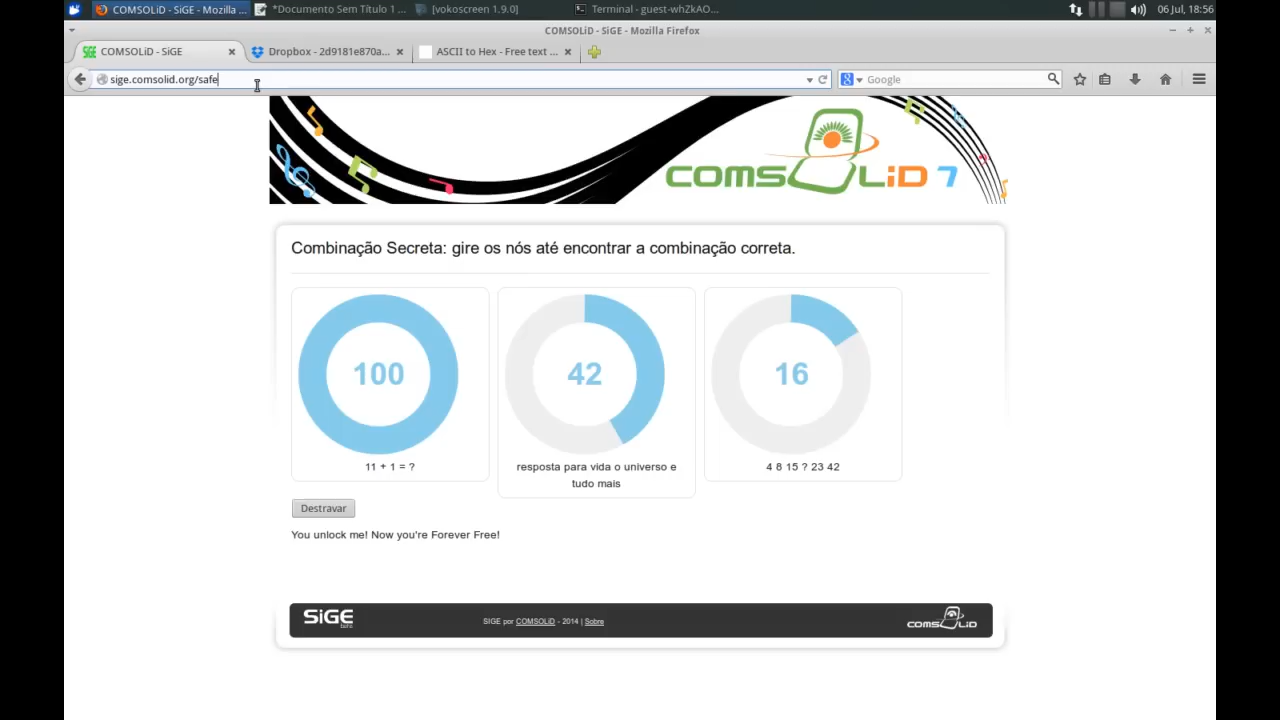 COMSOLiD - SiGE - Mozilla ...
*Documento Sem Título 1 ...
[vokoscreen 1.9.0]
Terminal - guest-whZkAO...
06 Jul, 18:56
COMSOLiD - SiGE - Mozilla Firefox
COMSOLiD - SiGE
Dropbox - 2d9181e870a...
ASCII to Hex - Free text ...
sige.comsolid.org/safe
Google
COMSOLiD 7
Combinação Secreta: gire os nós até encontrar a combinação correta.
100
42
16
11 + 1 = ?
resposta para vida o universo e
tudo mais
4 8 15 ? 23 42
Destravar
You unlock me! Now you're Forever Free!
SiGE
beta
SIGE por COMSOLiD - 2014 | Sobre
COMSOLiD